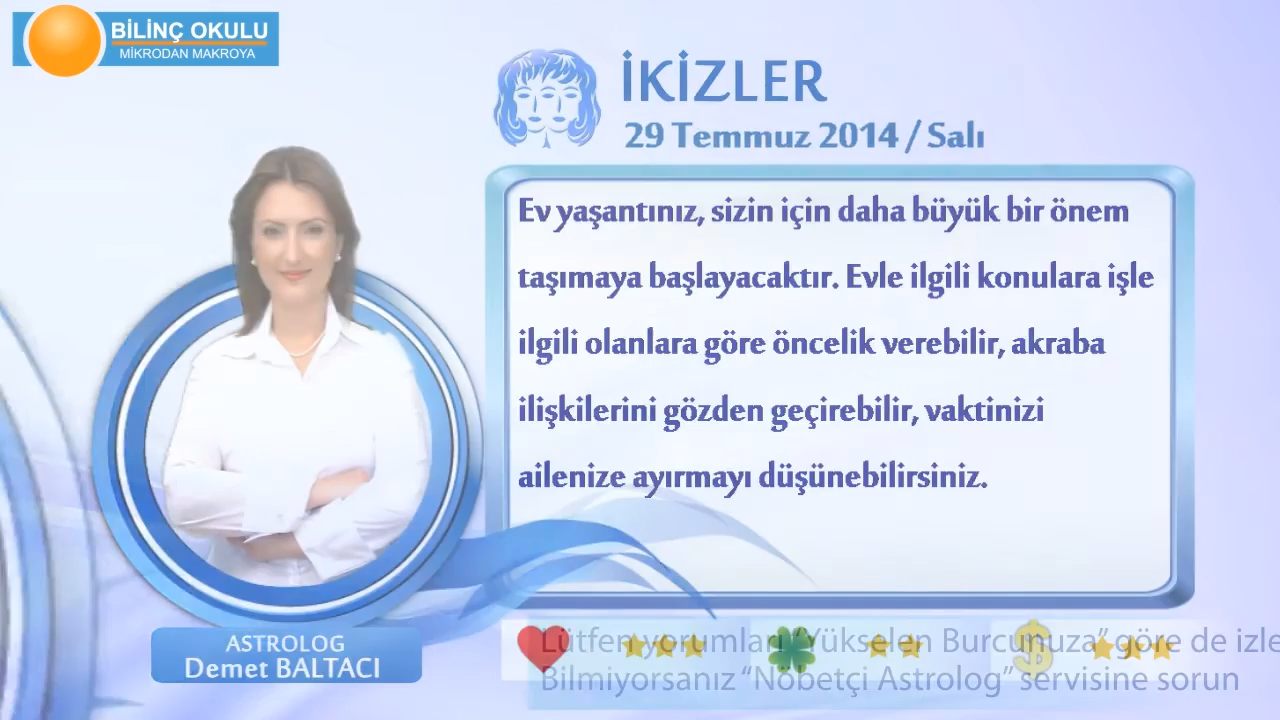 BİLİNÇ OKULU
MİKRODAN MAKROYA
İKİZLER
29 Temmuz 2014 / Salı
Ev yaşantınız, sizin için daha büyük bir önem
taşımaya başlayacaktır. Evle ilgili konulara işle
ilgili olanlara göre öncelik verebilir, akraba
ilişkilerini gözden geçirebilir, vaktinizi
ailenize ayırmayı düşünebilirsiniz.
ASTROLOG
Demet BALTACI
Lütfen yorumları "Yükselen Burcunuza" göre de izle
Bilmiyorsanız "Nöbetçi Astrolog" servisine sorun